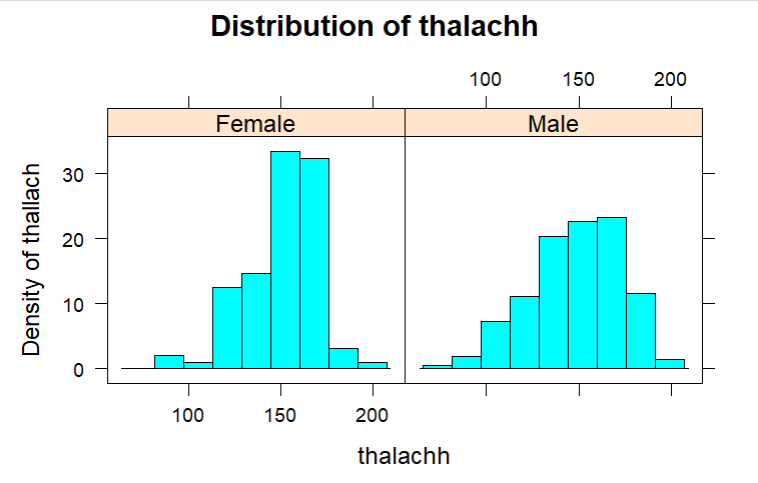 Distribution of thalachh
100 150 200
Female Male
Density of thallach
30
20
10
0
100 150 200
thalachh